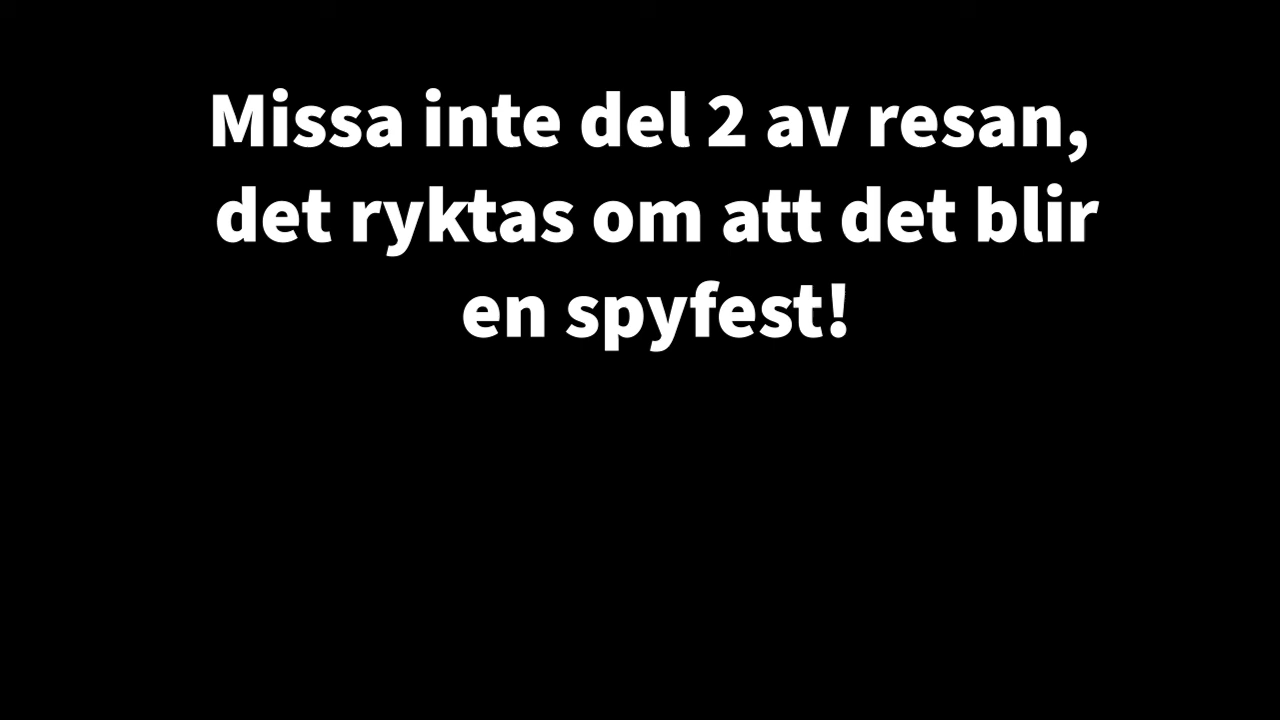 Missa inte del 2 av resan,
det ryktas om att det blir
en spyfest!